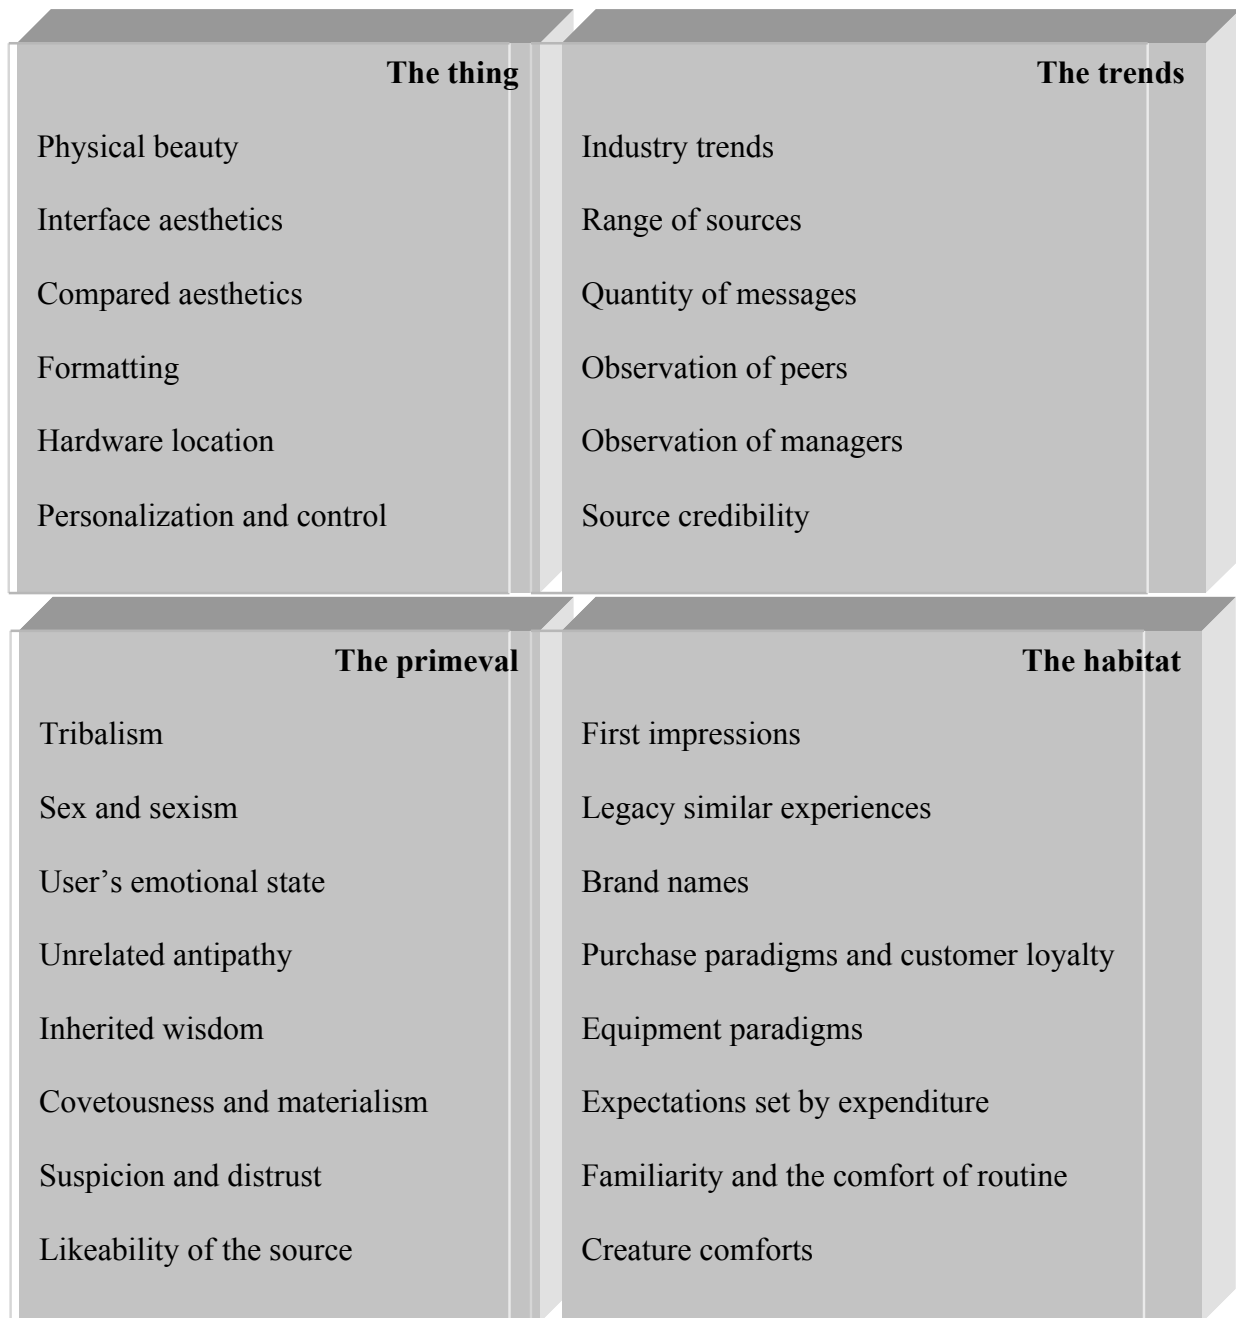 The thing
Physical beauty
Interface aesthetics
Compared aesthetics
Formatting
Hardware location
Personalization and control
The trends
Industry trends
Range of sources
Quantity of messages
Observation of peers
Observation of managers
Source credibility
The primeval
Tribalism
Sex and sexism
User’s emotional state
Unrelated antipathy
Inherited wisdom
Covetousness and materialism
Suspicion and distrust
Likeability of the source
The habitat
First impressions
Legacy similar experiences
Brand names
Purchase paradigms and customer loyalty
Equipment paradigms
Expectations set by expenditure
Familiarity and the comfort of routine
Creature comforts